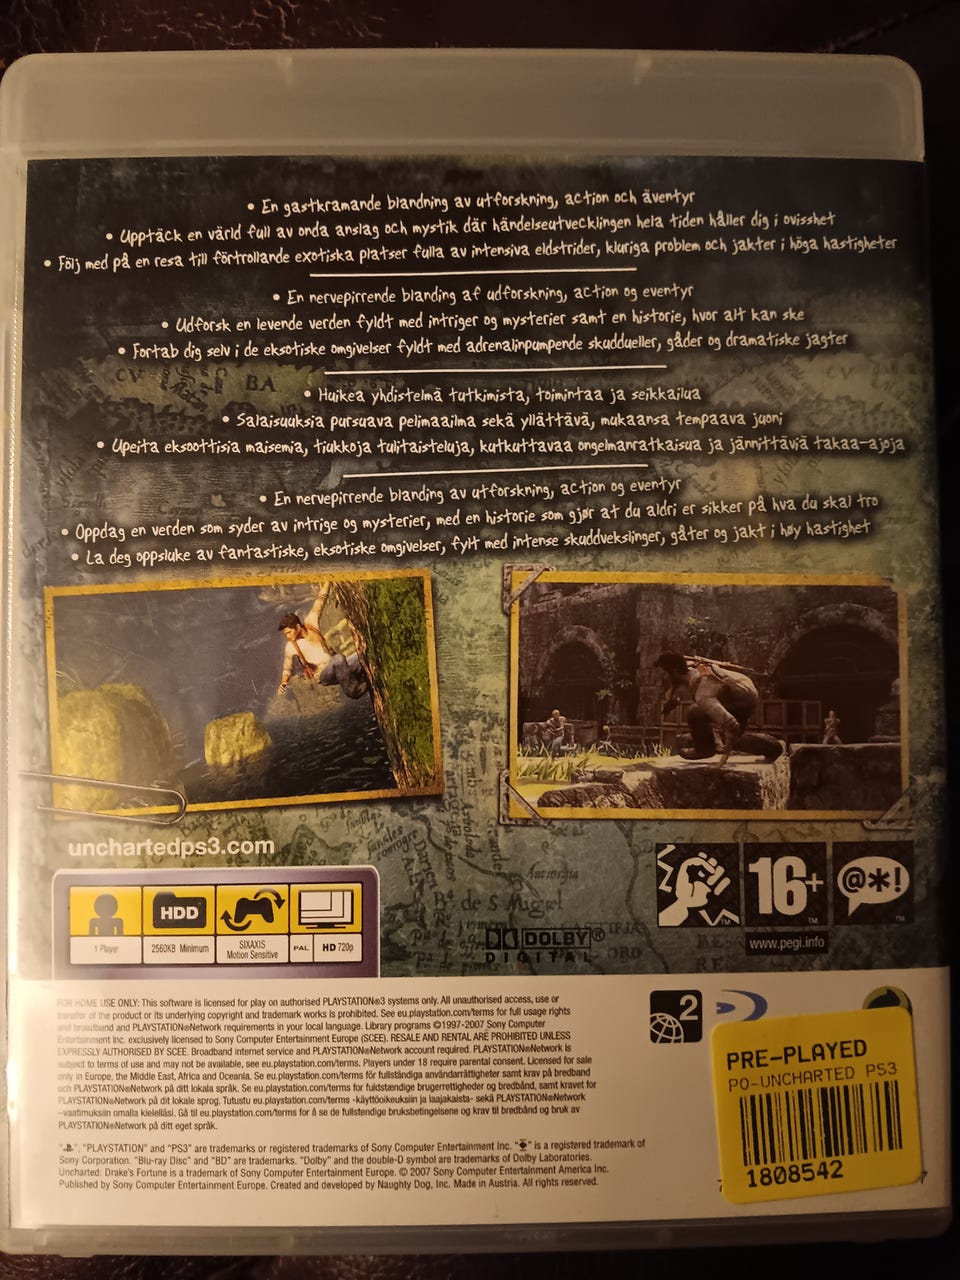 • En gastkramande blandning av utforskning, action och äventyr
• Upptäck en värld full av onda anslag och mystik där händelseutvecklingen hela tiden håller dig i ovisshet
• Följ med på en resa till förtrollande exotiska platser fulla av intensiva eldstrider, kluriga problem och jakter i höga hastigheter
• En nervepirrende blanding af udforskning, action og eventyr
• Udforsk en levende verden fyldt med intriger og mysterier samt en historie, hvor alt kan ske
• Fortab dig selv i de eksotiske omgivelser fyldt med adrenalinpumpende skuddueller, gåder og dramatiske jagter
CV
BA
• Huikea yhdistelmä tutkimista, toimintaa ja seikkailua
• Salaisuuksia pursuava pelimaailma sekä yllättävä, mukaansa tempaava juoni
• Upeita eksoottisia maisemia, tiukkoja tulitaisteluja, kutkuttavaa ongelmanratkaisua ja jännittäviä takaa-ajoja
• En nervepirrende blanding av utforskning, action og eventyr
• Oppdag en verden som syder av intrige og mysterier, med en historie som gjør at du aldri er sikker på hva du skal tro
• La deg oppsluke av fantastiske, eksotiske omgivelser, fylt med intense skuddvekslinger, gåter og jakt i høy hastighet
unchartedps3.com
HDD
1 Player
2560KB Minimum
SIXAXIS
Motion Sensitive
PAL
HD 720p
de S Miguel
DOLBY®
DIGITAL
16+
™
@*!
www.pegi.info
FOR HOME USE ONLY: This software is licensed for play on authorised PLAYSTATION®3 systems only. All unauthorised access, use or
transfer of the product or its underlying copyright and trademark works is prohibited. See eu.playstation.com/terms for full usage rights
and broadband and PLAYSTATION®Network requirements in your local language. Library programs ©1997-2007 Sony Computer
Entertainment Inc. exclusively licensed to Sony Computer Entertainment Europe (SCEE). RESALE AND RENTAL ARE PROHIBITED UNLESS
EXPRESSLY AUTHORISED BY SCEE. Broadband internet service and PLAYSTATION®Network account required. PLAYSTATION®Network is
subject to terms of use and may not be available, see eu.playstation.com/terms. Players under 18 require parental consent. Licensed for sale
only in Europe, the Middle East, Africa and Oceania. Se eu.playstation.com/terms för fullständiga användarrättigheter samt krav på bredband
och PLAYSTATION®Network på ditt lokala språk. Se eu.playstation.com/terms for fuldstendige brugerrettigheder og bredbånd, samt kravet for
PLAYSTATION®Network på dit lokale sprog. Tutustu eu.playstation.com/terms -käyttöoikeuksiin ja laajakaista- sekä PLAYSTATION®Network
-vaatimuksiin omalla kielelläsi. Gå til eu.playstation.com/terms for å se de fullstendige bruksbetingelsene og krav til bredbånd og bruk av
PLAYSTATION®Network på ditt eget språk.
2
PRE-PLAYED
PO-UNCHARTED PS3
1808542
", "PLAYSTATION" and "PS3" are trademarks or registered trademarks of Sony Computer Entertainment Inc. " " is a registered trademark of
Sony Corporation. "Blu-ray Disc" and "BD" are trademarks. "Dolby" and the double-D symbol are trademarks of Dolby Laboratories.
Uncharted: Drake's Fortune is a trademark of Sony Computer Entertainment Europe. © 2007 Sony Computer Entertainment America Inc.
Published by Sony Computer Entertainment Europe. Created and developed by Naughty Dog, Inc. Made in Austria. All rights reserved.